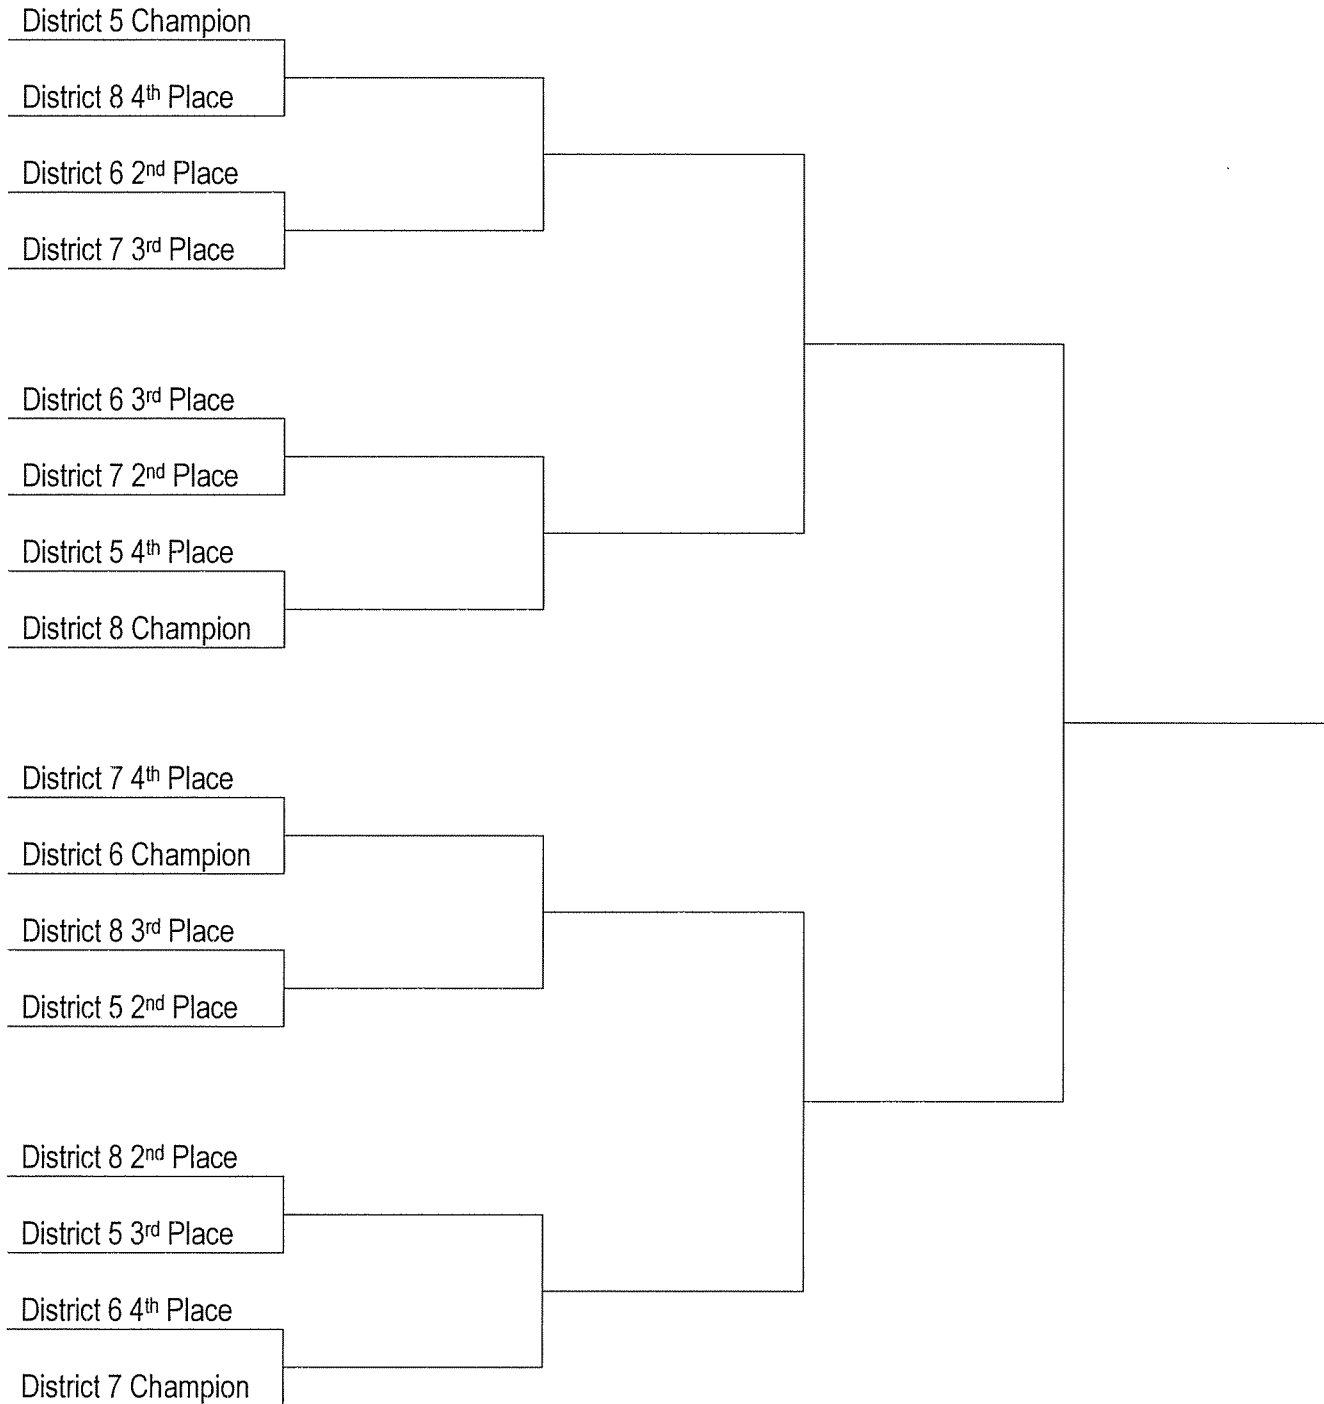 District 5 Champion
District 8 4th Place
District 6 2nd Place
District 7 3rd Place
District 6 3rd Place
District 7 2nd Place
District 5 4th Place
District 8 Champion
District 7 4th Place
District 6 Champion
District 8 3rd Place
District 5 2nd Place
District 8 2nd Place
District 5 3rd Place
District 6 4th Place
District 7 Champion